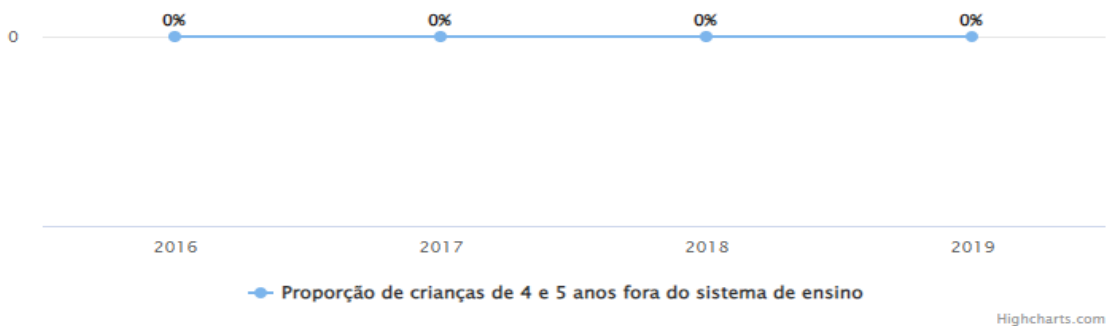 0% 0% 0% 0%
0
2016 2017 2018 2019
Proporção de crianças de 4 e 5 anos fora do sistema de ensino
Highcharts.com